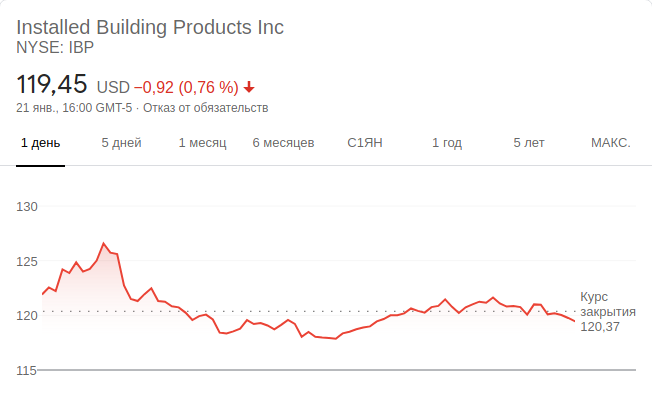 Installed Building Products Inc
NYSE: IBP
119,45 USD −0,92 (0,76 %)
21 янв., 16:00 GMT-5 · Отказ от обязательств
1 день 5 дней 1 месяц 6 месяцев С1ЯН 1 год 5 лет МАКС.
130
125
120
115
Курс
закрытия
120,37